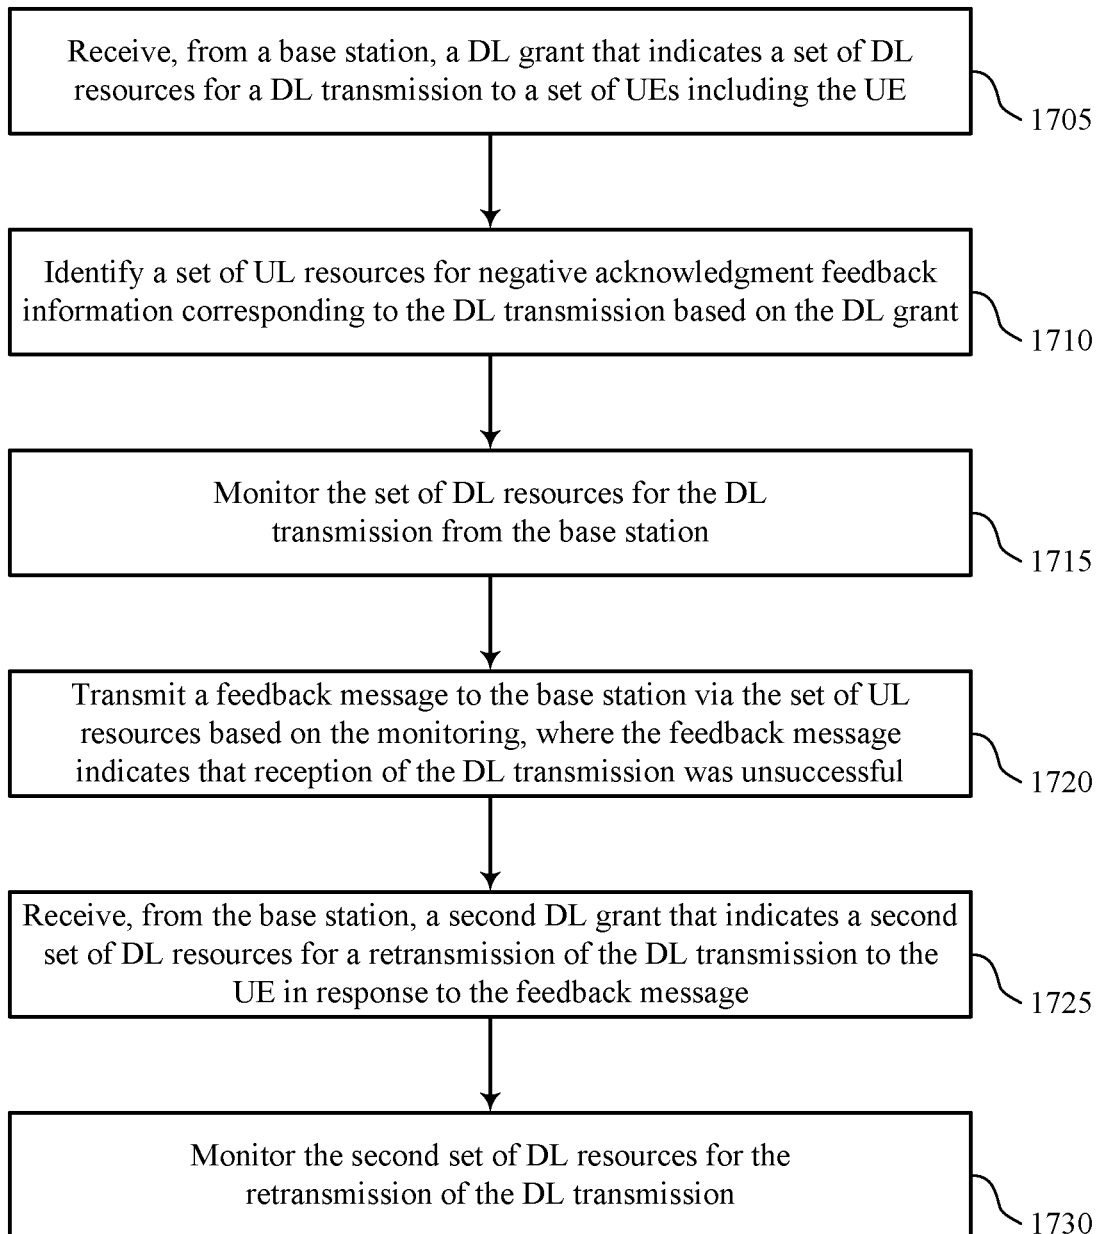 Receive, from a base station, a DL grant that indicates a set of DL
resources for a DL transmission to a set of UEs including the UE
1705
Identify a set of UL resources for negative acknowledgment feedback
information corresponding to the DL transmission based on the DL grant
1710
Monitor the set of DL resources for the DL
transmission from the base station
1715
Transmit a feedback message to the base station via the set of UL
resources based on the monitoring, where the feedback message
indicates that reception of the DL transmission was unsuccessful
1720
Receive, from the base station, a second DL grant that indicates a second
set of DL resources for a retransmission of the DL transmission to the
UE in response to the feedback message
1725
Monitor the second set of DL resources for the
retransmission of the DL transmission
1730